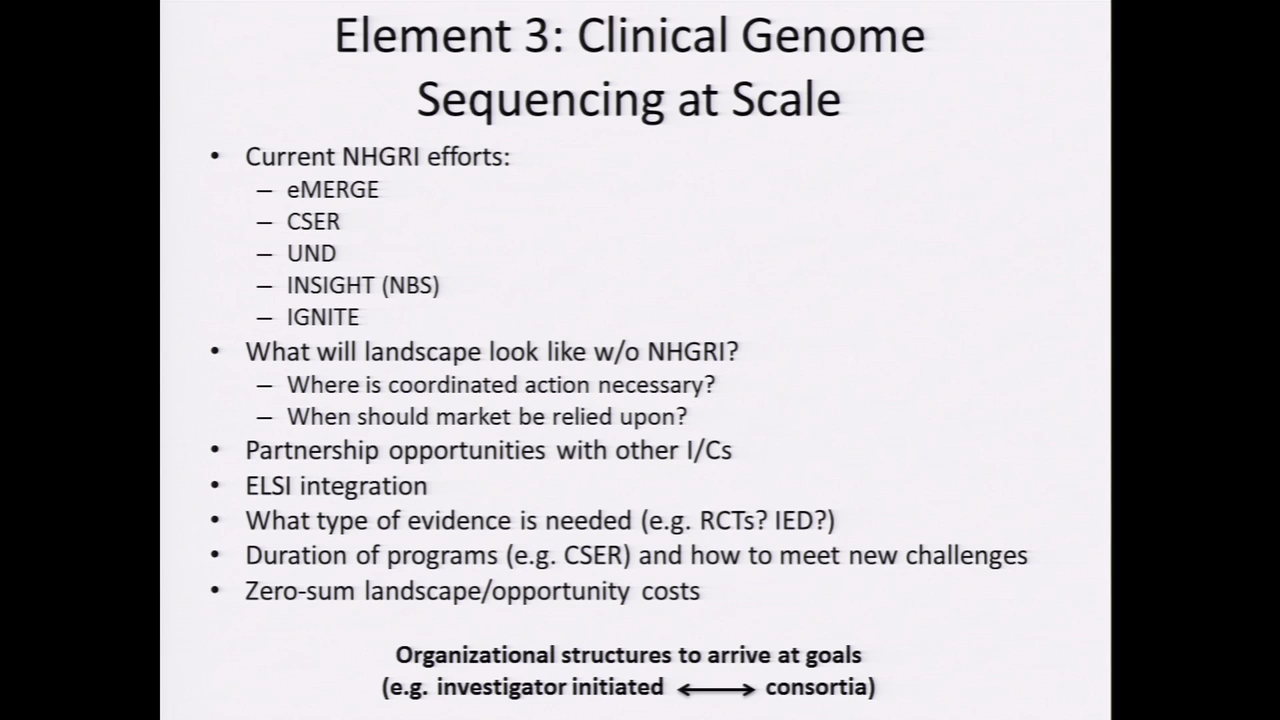 Element 3: Clinical Genome
Sequencing at Scale
• Current NHGRI efforts:
– eMERGE
– CSER
– UND
– INSIGHT (NBS)
– IGNITE
• What will landscape look like w/o NHGRI?
– Where is coordinated action necessary?
– When should market be relied upon?
• Partnership opportunities with other I/Cs
• ELSI integration
• What type of evidence is needed (e.g. RCTs? IED?)
• Duration of programs (e.g. CSER) and how to meet new challenges
• Zero-sum landscape/opportunity costs
Organizational structures to arrive at goals
(e.g. investigator initiated ⟷ consortia)